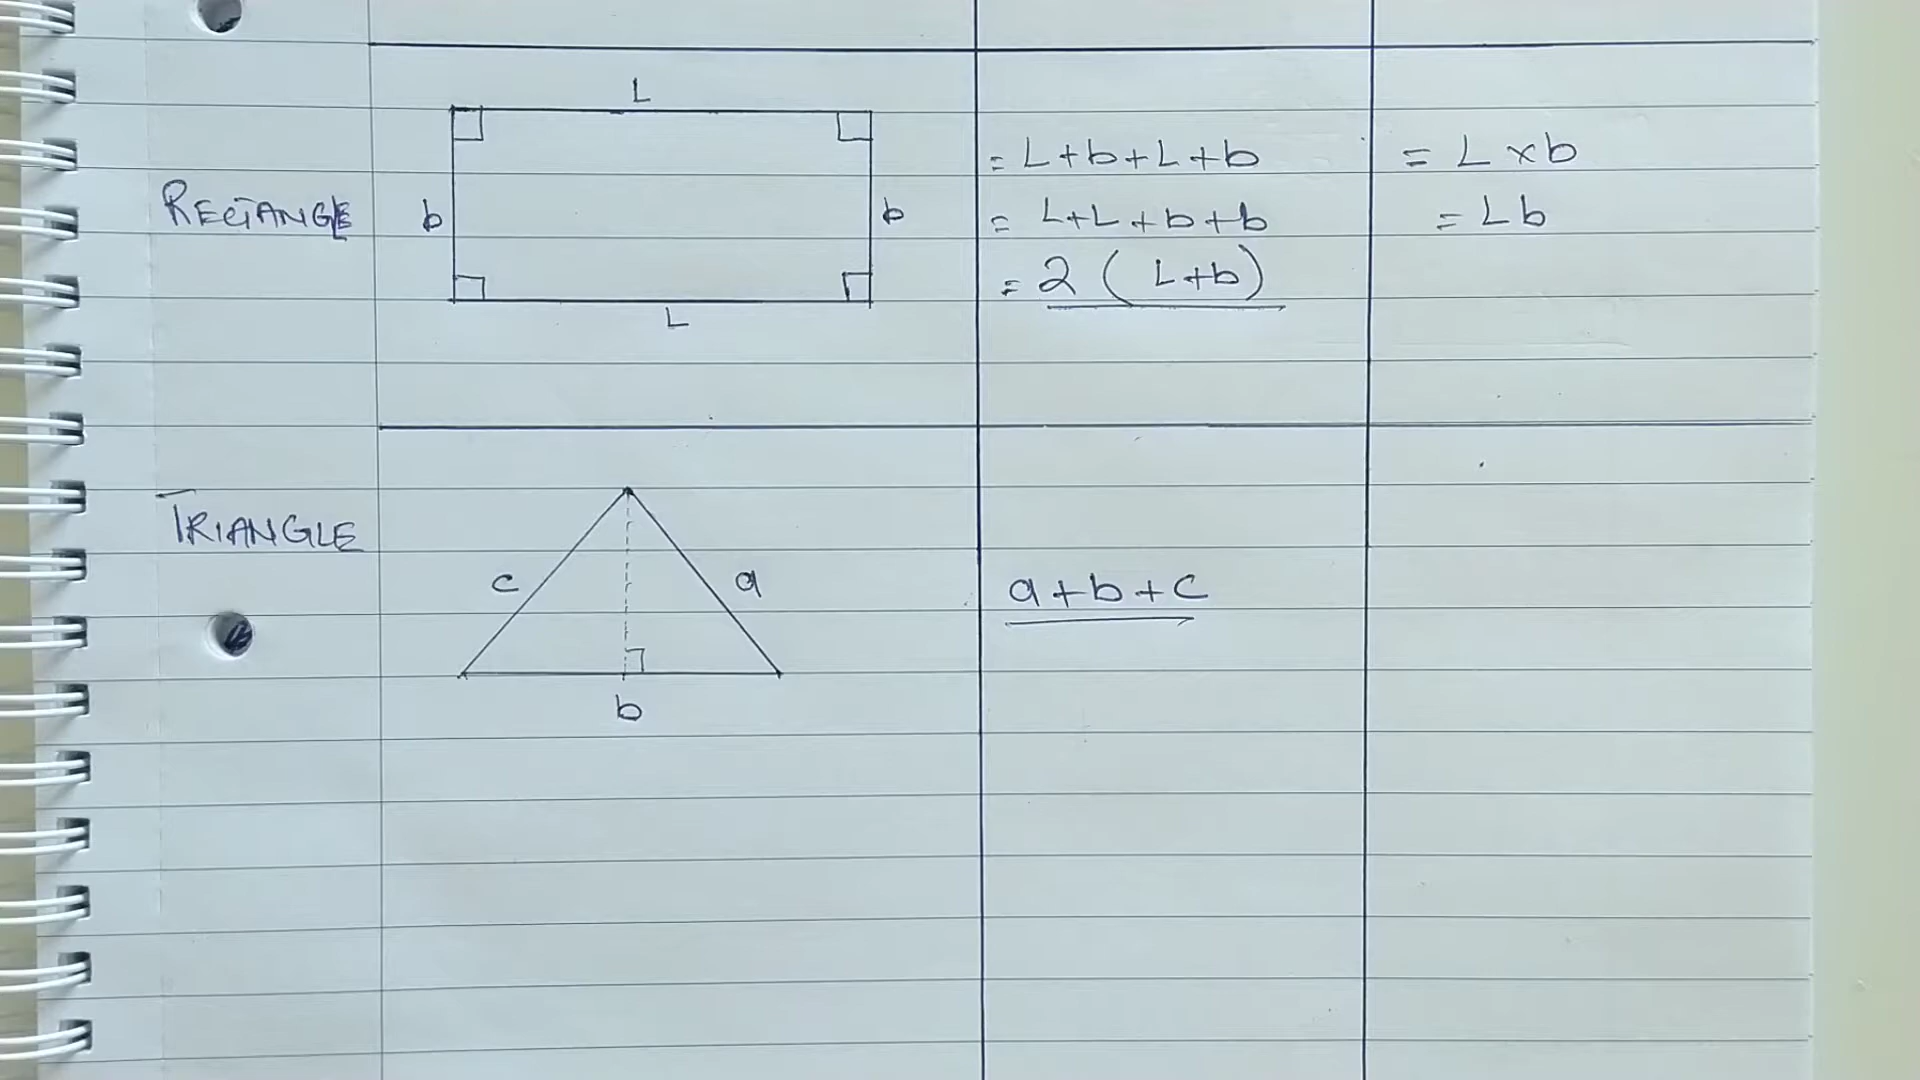 L
RECTANGLE
b
b
L
= L+b+L+b
= L+L+b+b
= 2 ( L+b)
= L×b
= Lb
TRIANGLE
c
a
b
a+b+c